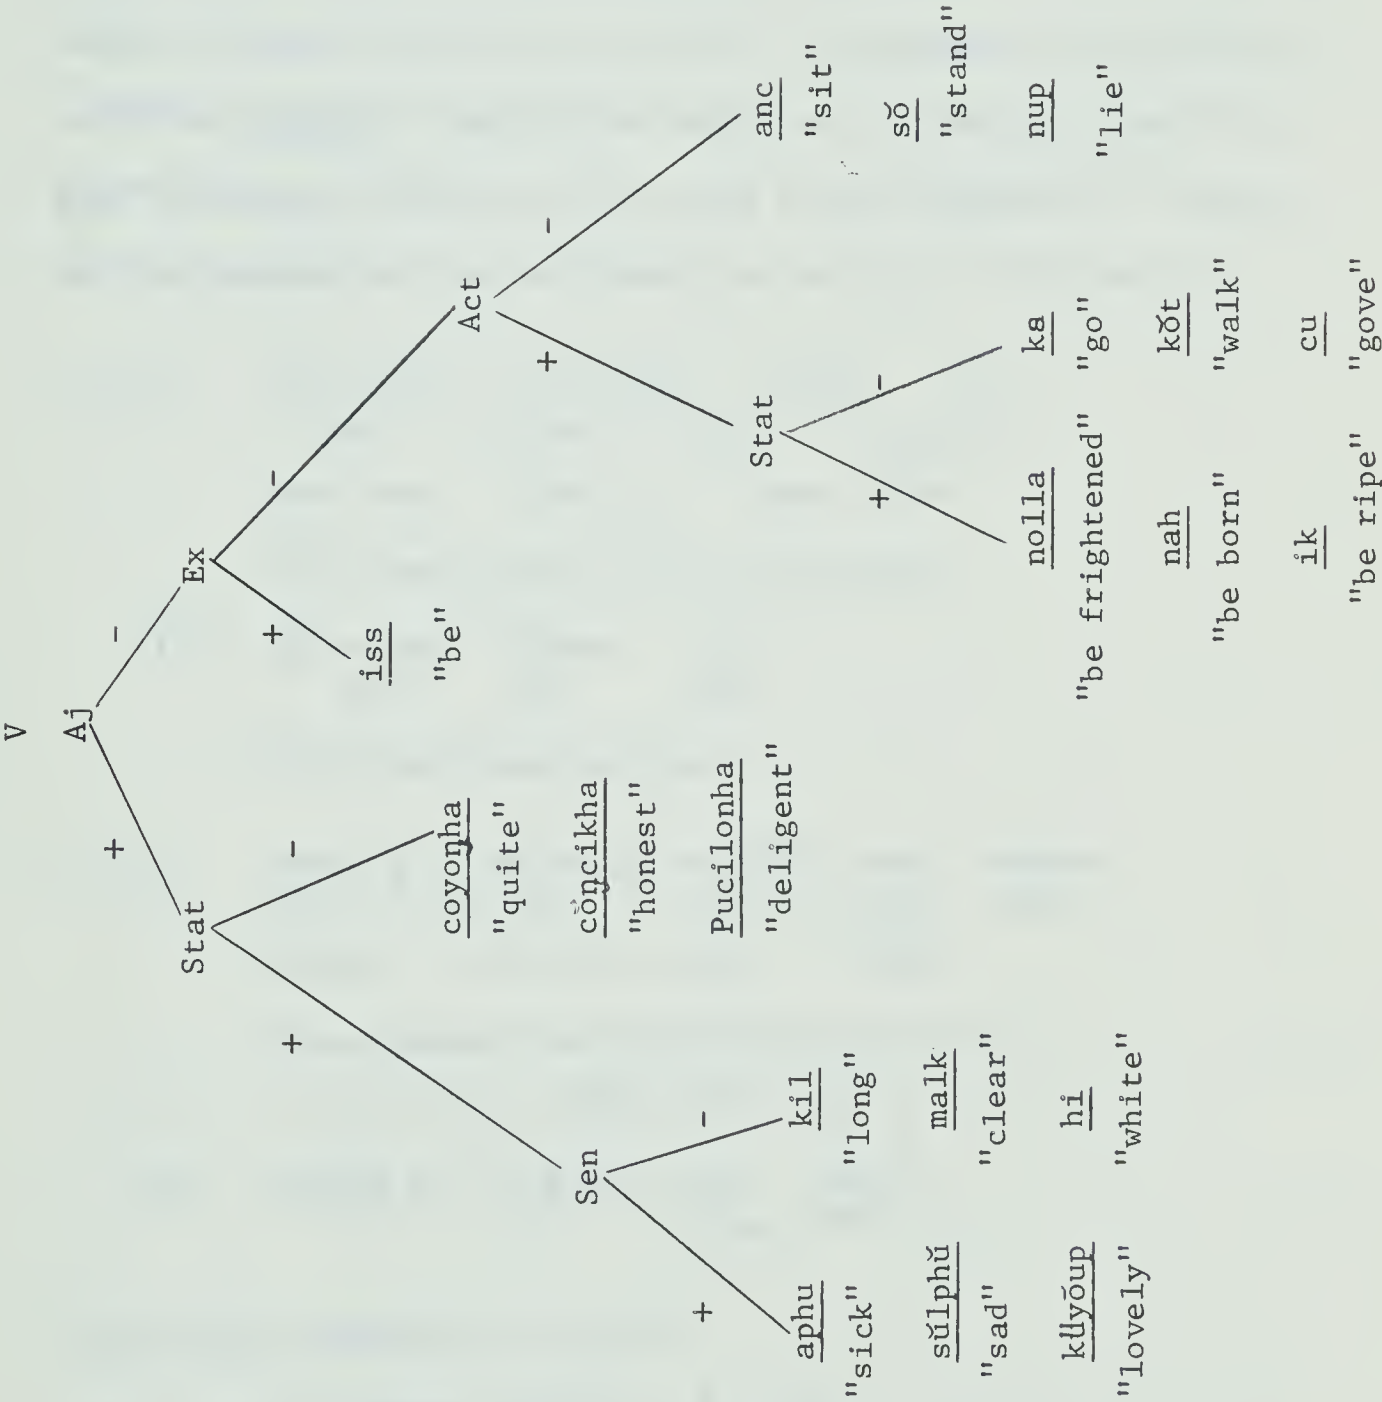 V
Aj
+ -
Stat Ex
+ - + -
iss
coyonha "be" Act
"quite"
+ -
Sen cŏncikha
"honest"
+ - Pucilonha
Stat anc
"deligent"
aphu kil "sit"
"sick" "long"
+ -
sŏ
sŭlphŭ malk "stand"
"sad" "clear"
nolla ka nup
hi "be frightened" "go" "lie"
"lovely" "white"
nah kŏt
"be born" "walk"
ik cu
"be ripe" "gove"